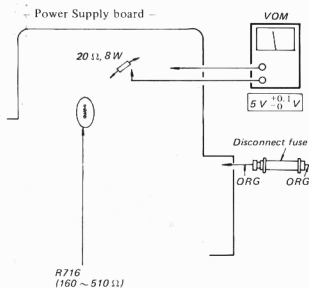 – Power Supply board –
VOM
20 Ω, 8 W
5 V +0.1 -0 V
Disconnect fuse
ORG ORG
R716
(160 ~ 510 Ω)